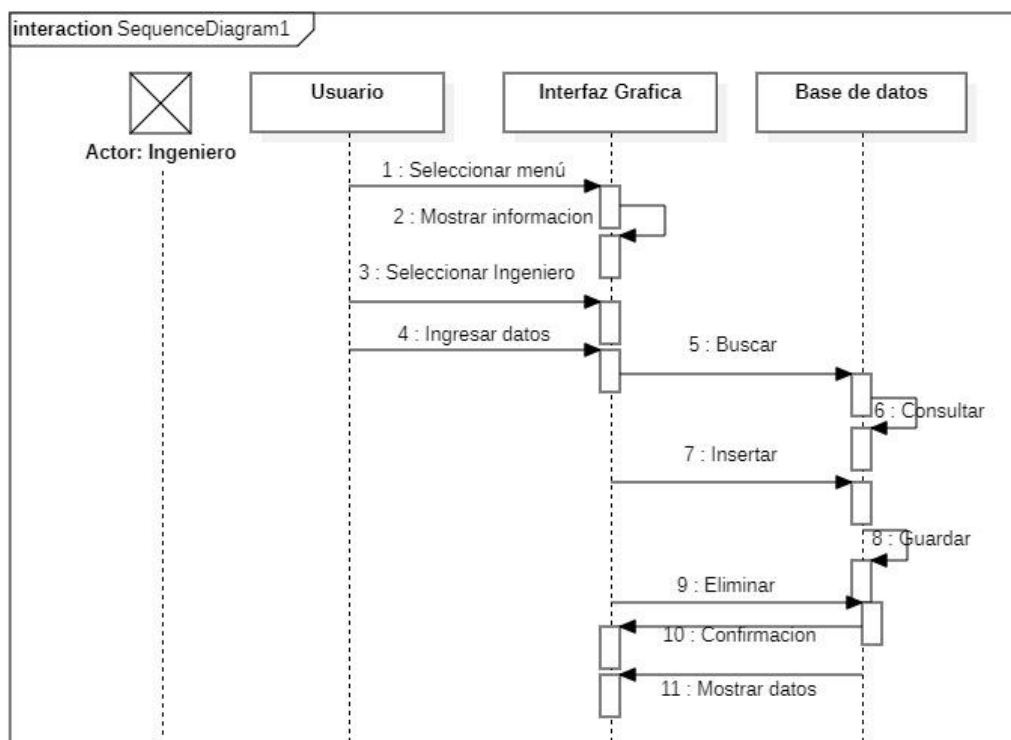 interaction SequenceDiagram1
Usuario
Interfaz Grafica
Base de datos
Actor: Ingeniero
1 : Seleccionar menú
2 : Mostrar informacion
3 : Seleccionar Ingeniero
4 : Ingresar datos
5 : Buscar
6 : Consultar
7 : Insertar
8 : Guardar
9 : Eliminar
10 : Confirmacion
11 : Mostrar datos